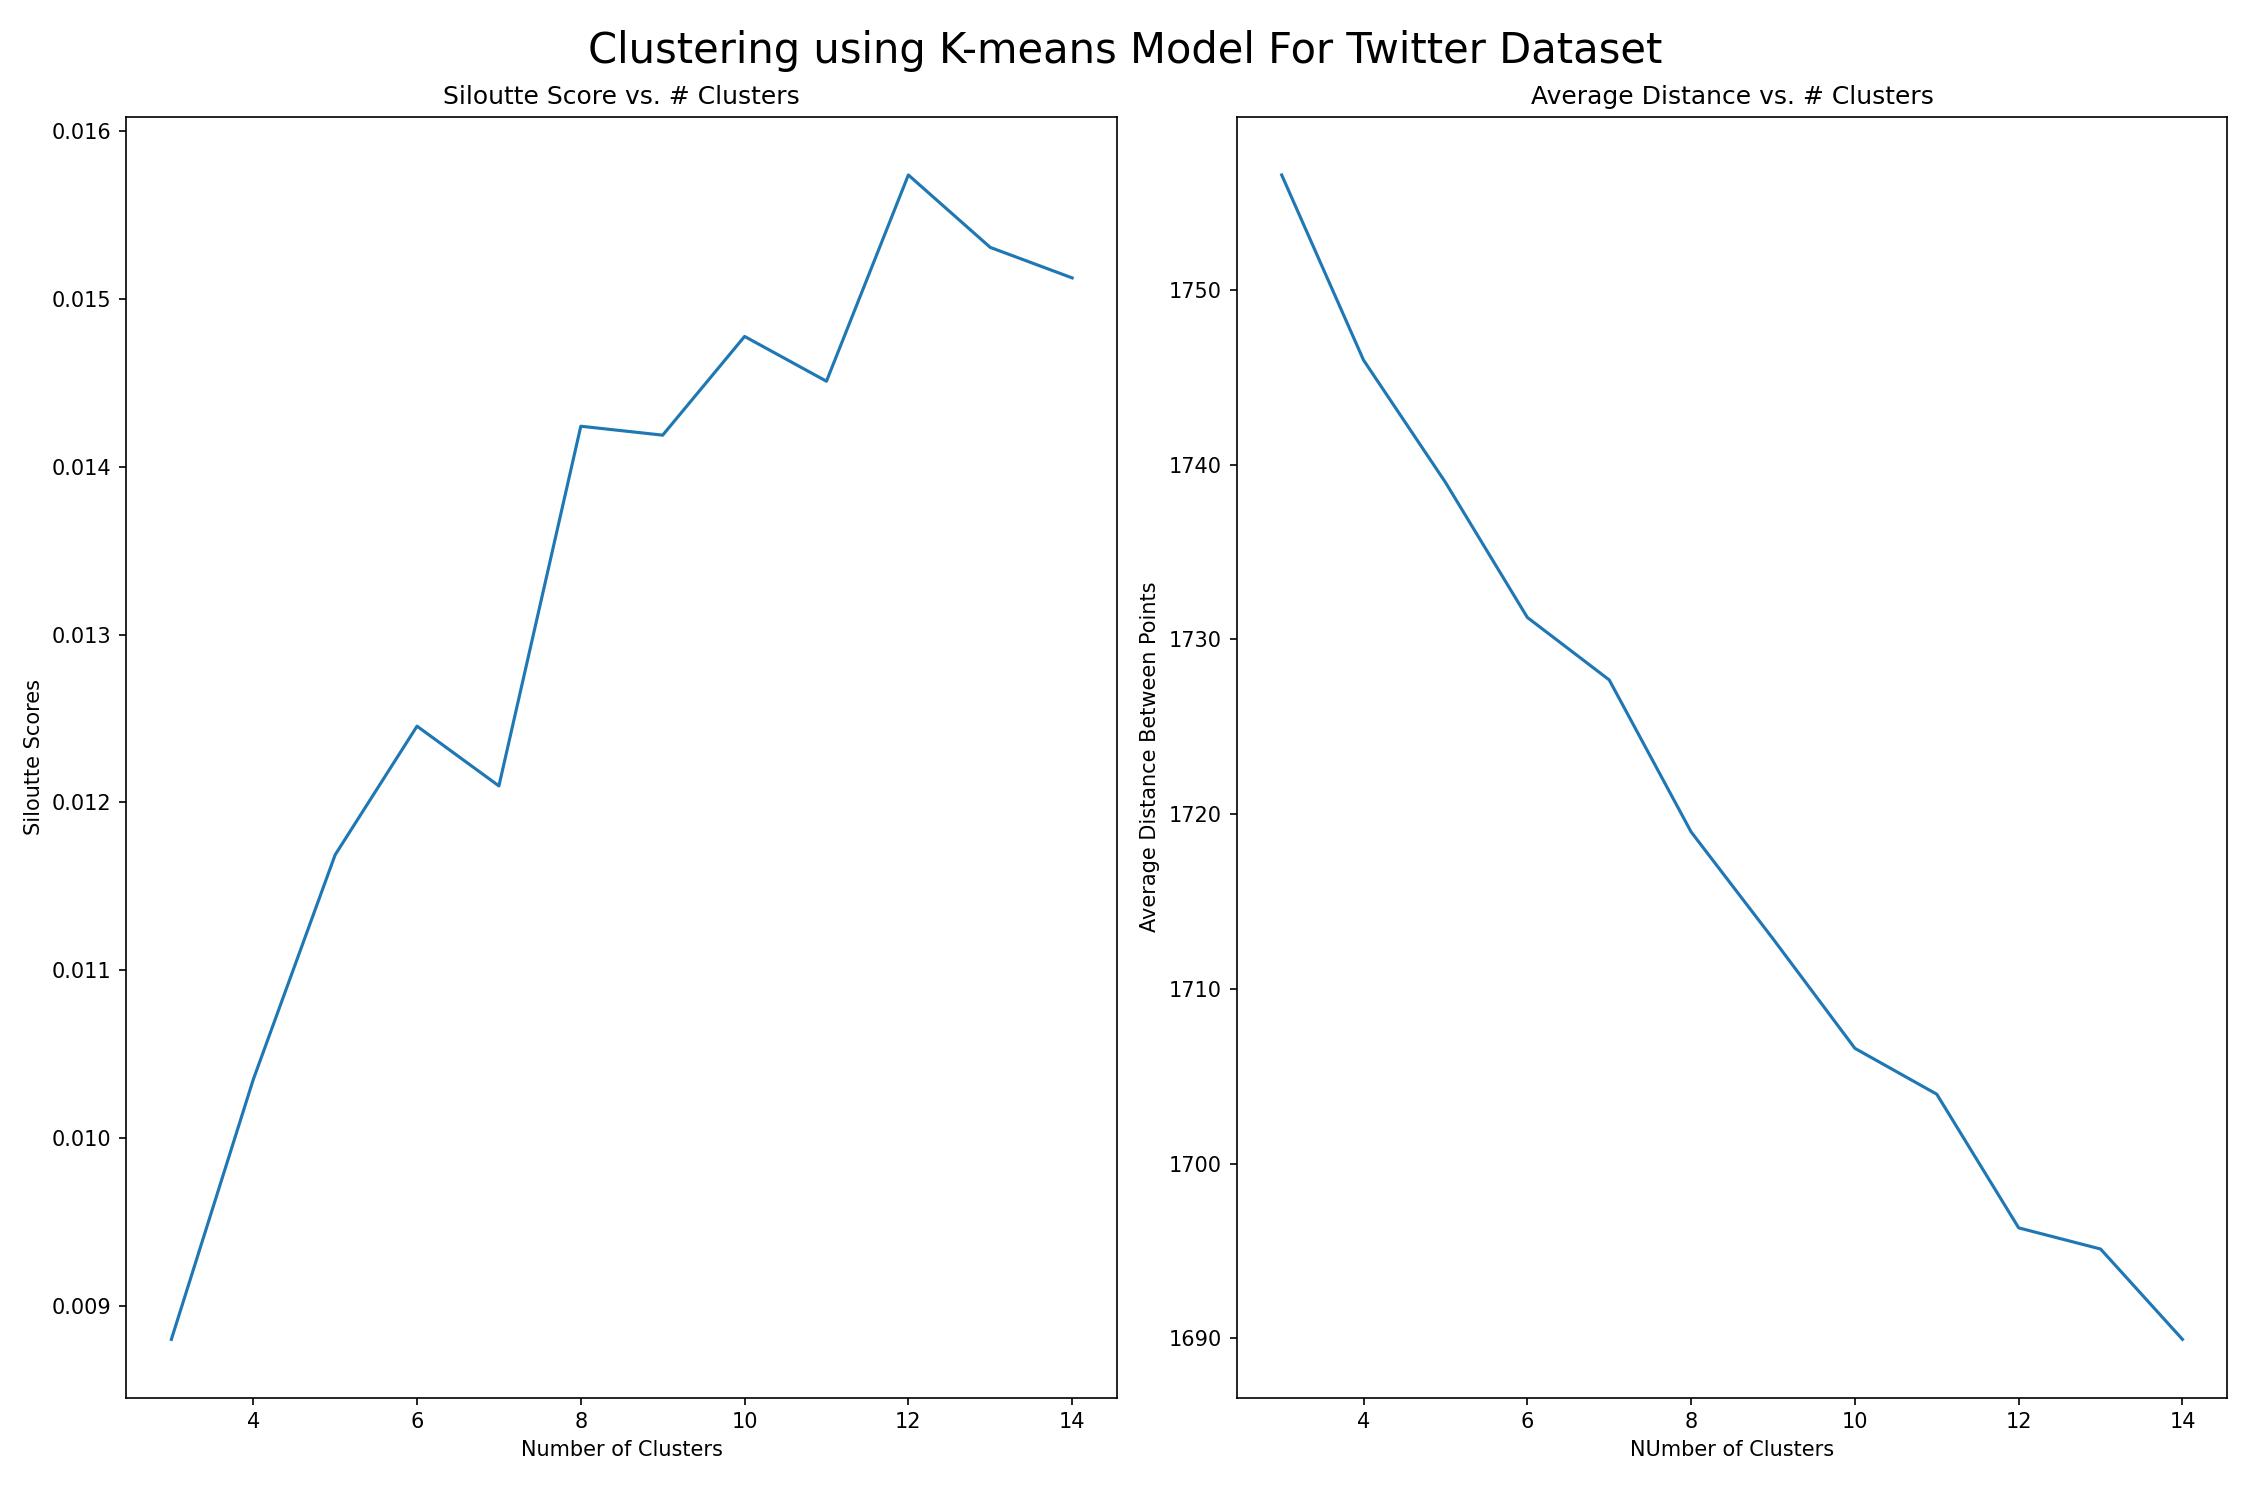 Clustering using K-means Model For Twitter Dataset
Siloutte Score vs. # Clusters
0.016
0.015
0.014
0.013
0.012
0.011
0.010
0.009
Siloutte Scores
4 6 8 10 12 14
Number of Clusters
Average Distance vs. # Clusters
1750
1740
1730
1720
1710
1700
1690
Average Distance Between Points
4 6 8 10 12 14
NUmber of Clusters